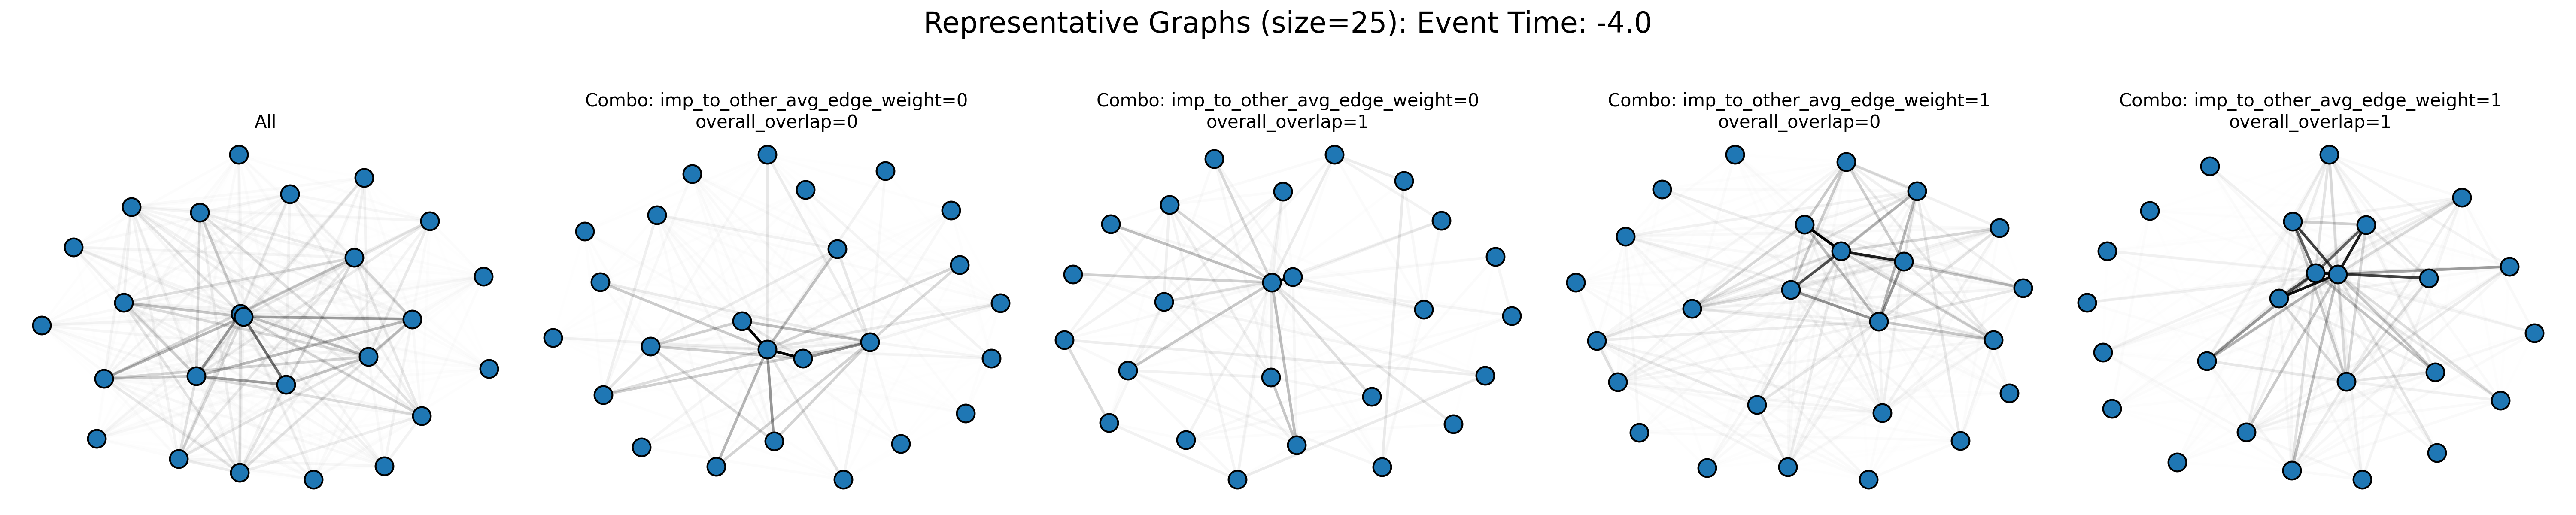 Representative Graphs (size=25): Event Time: -4.0
All
Combo: imp_to_other_avg_edge_weight=0
overall_overlap=0
Combo: imp_to_other_avg_edge_weight=0
overall_overlap=1
Combo: imp_to_other_avg_edge_weight=1
overall_overlap=0
Combo: imp_to_other_avg_edge_weight=1
overall_overlap=1